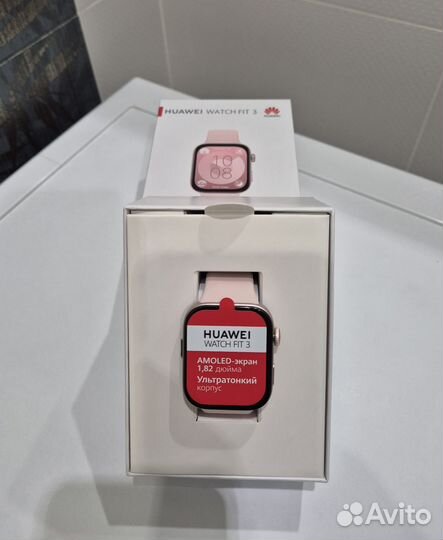 HUAWEI WATCH FIT 3
HUAWEI
10
08
HUAWEI
WATCH FIT 3
AMOLED-экран
1,82 дюйма
Ультратонкий
корпус
Avito